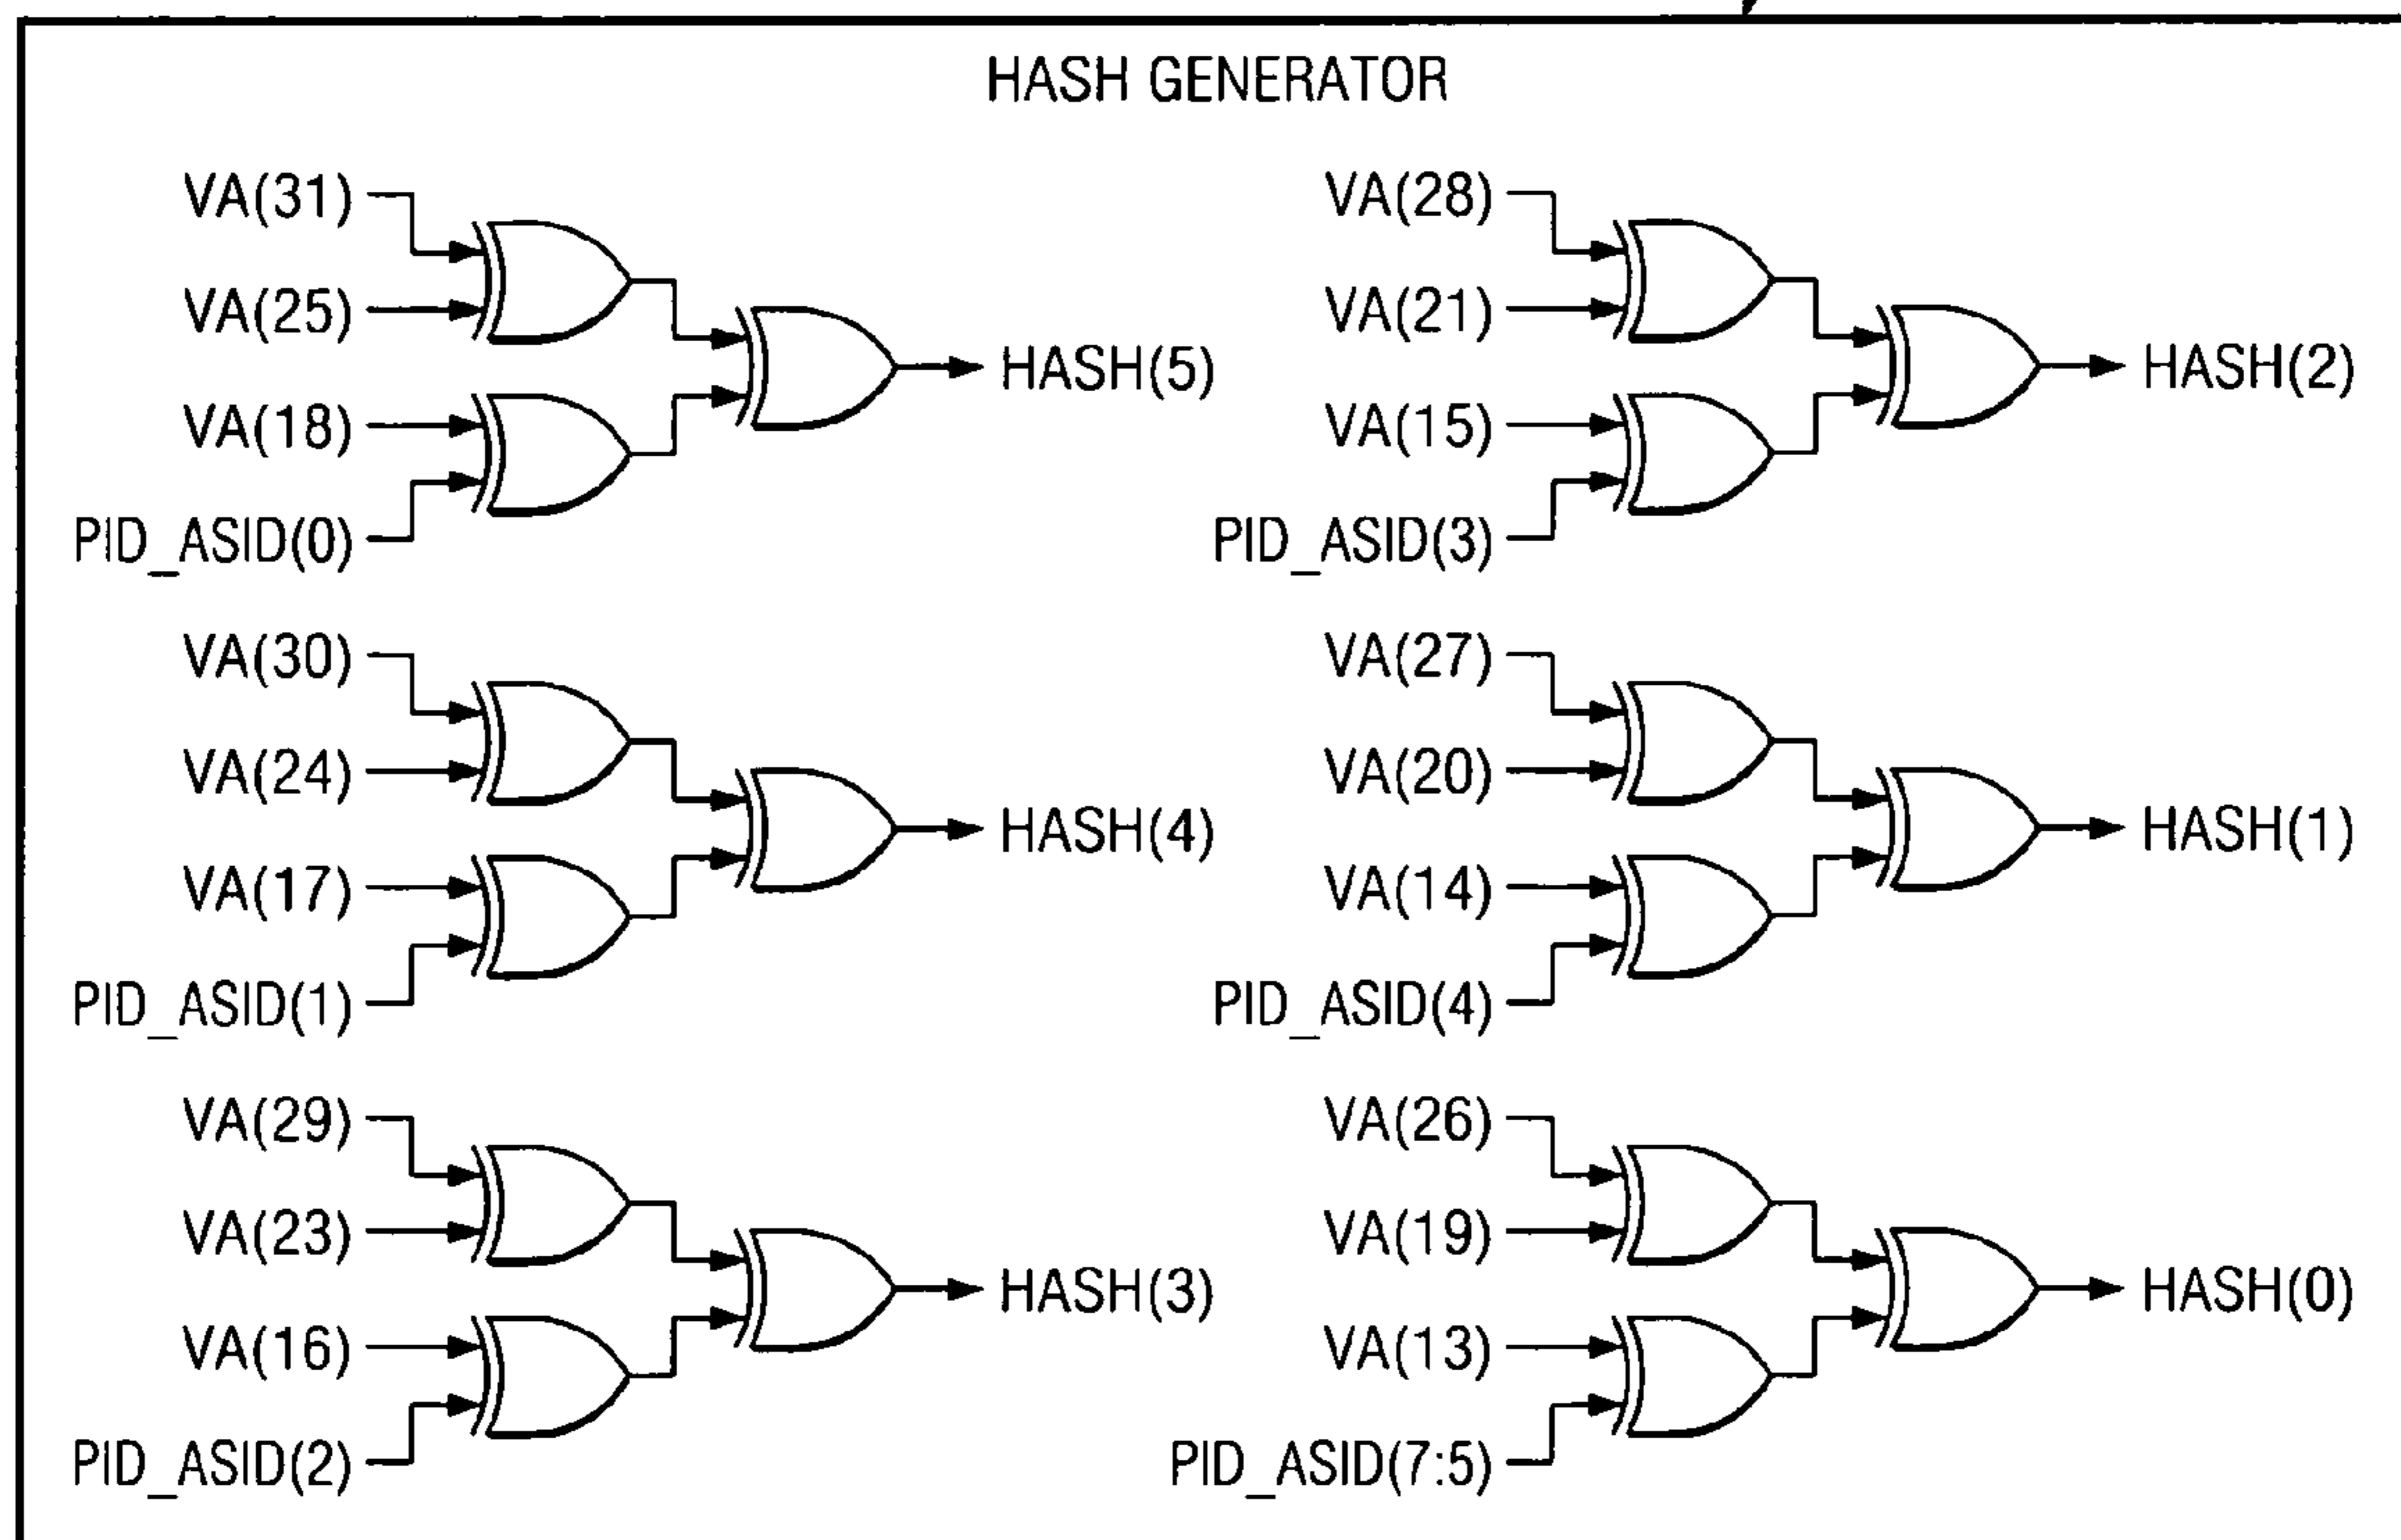 HASH GENERATOR
VA(31)
VA(25)
VA(18)
PID_ASID(0)
HASH(5)
VA(28)
VA(21)
VA(15)
PID_ASID(3)
HASH(2)
VA(30)
VA(24)
VA(17)
PID_ASID(1)
HASH(4)
VA(27)
VA(20)
VA(14)
PID_ASID(4)
HASH(1)
VA(29)
VA(23)
VA(16)
PID_ASID(2)
HASH(3)
VA(26)
VA(19)
VA(13)
PID_ASID(7:5)
HASH(0)